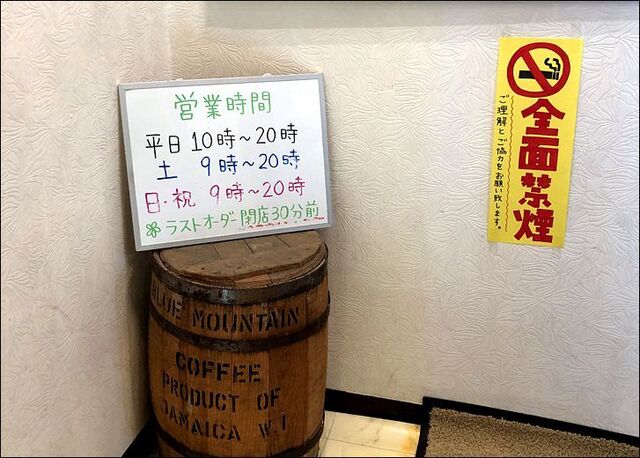 営業時間
平日 10時～20時
土 9時～20時
日・祝 9時～20時
ラストオーダー閉店30分前
BLUE MOUNTAIN
COFFEE
PRODUCT OF
JAMAICA W.I
全面禁煙
ご理解とご協力をお願い致します。